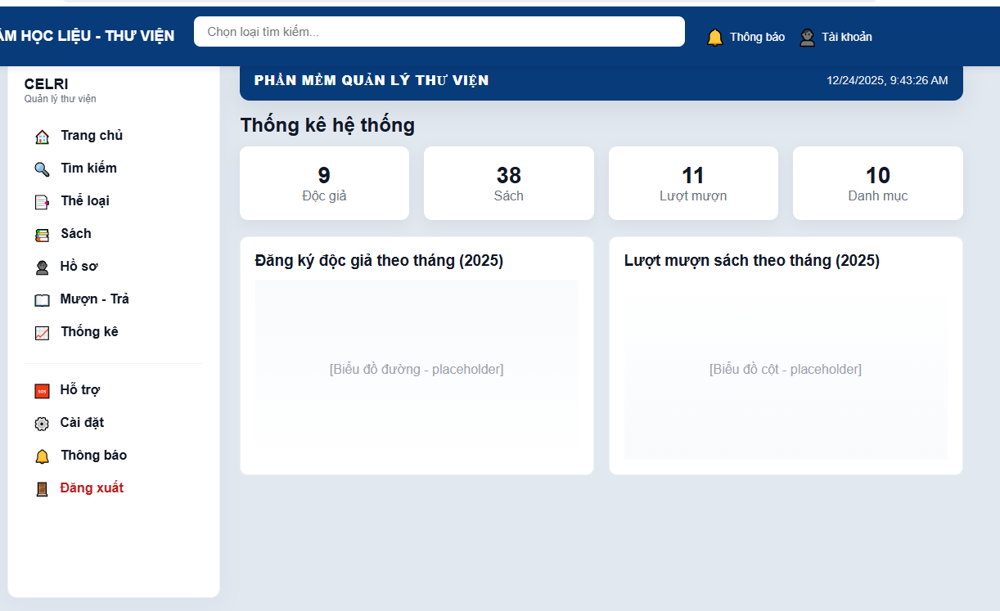 ÂM HỌC LIỆU - THƯ VIỆN
Chọn loại tìm kiếm...
Thông báo
Tài khoản
CELRI
Quản lý thư viện
Trang chủ
Tìm kiếm
Thể loại
Sách
Hồ sơ
Mượn - Trả
Thống kê
SOS
Hỗ trợ
Cài đặt
Thông báo
Đăng xuất
PHẦN MỀM QUẢN LÝ THƯ VIỆN
12/24/2025, 9:43:26 AM
Thống kê hệ thống
9
Độc giả
38
Sách
11
Lượt mượn
10
Danh mục
Đăng ký độc giả theo tháng (2025)
[Biểu đồ đường - placeholder]
Lượt mượn sách theo tháng (2025)
[Biểu đồ cột - placeholder]